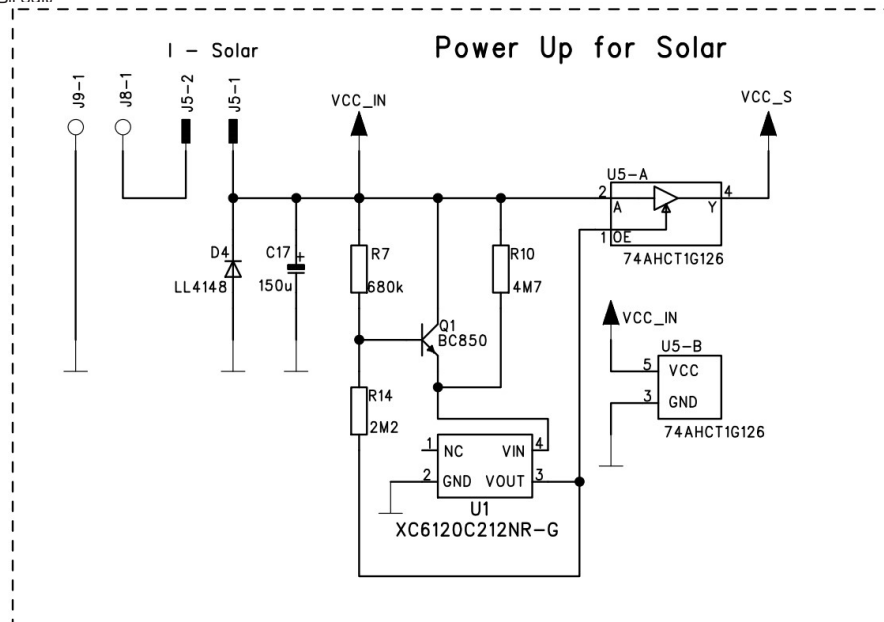 I - Solar
Power Up for Solar
J9-1
J8-1
J5-2
J5-1
VCC_IN
VCC_S
U5-A
2
4
A
Y
1
OE
74AHCT1G126
D4
LL4148
C17
+
150u
R7
680k
R10
4M7
Q1
BC850
VCC_IN
U5-B
5
VCC
3
GND
74AHCT1G126
R14
2M2
1
NC
VIN
4
2
GND
VOUT
3
U1
XC6120C212NR-G